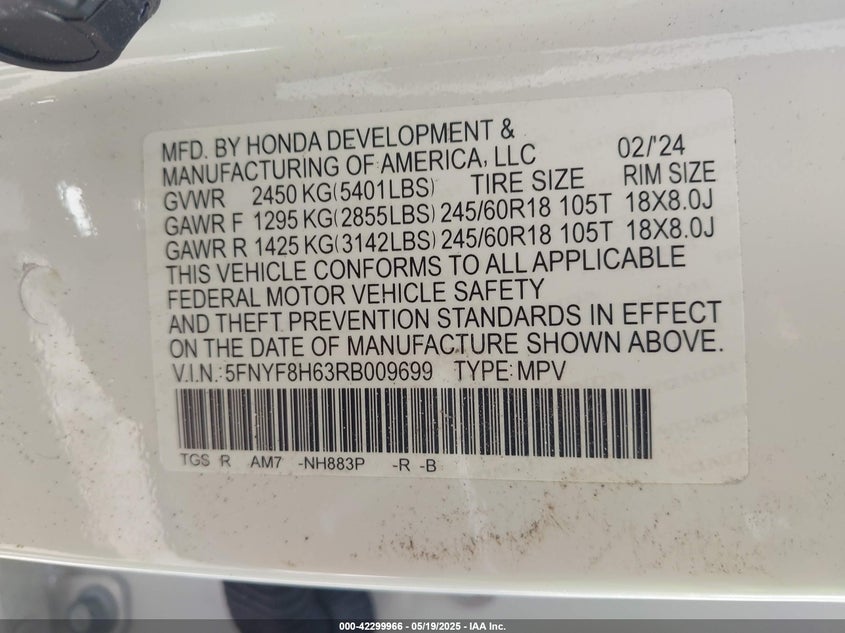 MFD. BY HONDA DEVELOPMENT &
MANUFACTURING OF AMERICA, LLC 02/'24
GVWR 2450 KG(5401LBS) TIRE SIZE RIM SIZE
GAWR F 1295 KG(2855LBS) 245/60R18 105T 18X8.0J
GAWR R 1425 KG(3142LBS) 245/60R18 105T 18X8.0J
THIS VEHICLE CONFORMS TO ALL APPLICABLE
FEDERAL MOTOR VEHICLE SAFETY
AND THEFT PREVENTION STANDARDS IN EFFECT
ON THE DATE OF MANUFACTURE SHOWN ABOVE.
V.I.N.: 5FNYF8H63RB009699 TYPE: MPV
TGS R AM7 -NH883P -R -B
000-42299966 - 05/19/2025 - IAA Inc.